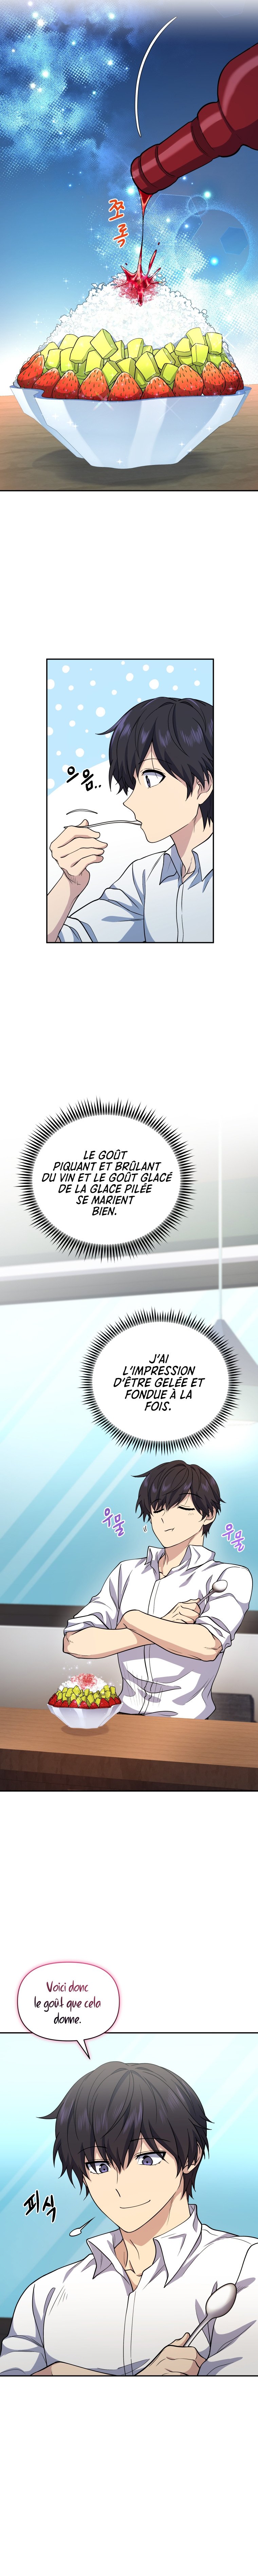 쪼
록
으음..
LE GOÛT
PIQUANT ET BRÛLANT
DU VIN ET LE GOÛT GLACÉ
DE LA GLACE PILÉE
SE MARIENT
BIEN.
J'AI
L'IMPRESSION
D'ÊTRE GELÉE ET
FONDUE À LA
FOIS.
우물
우물
Voici donc
le goût que cela
donne.
피식